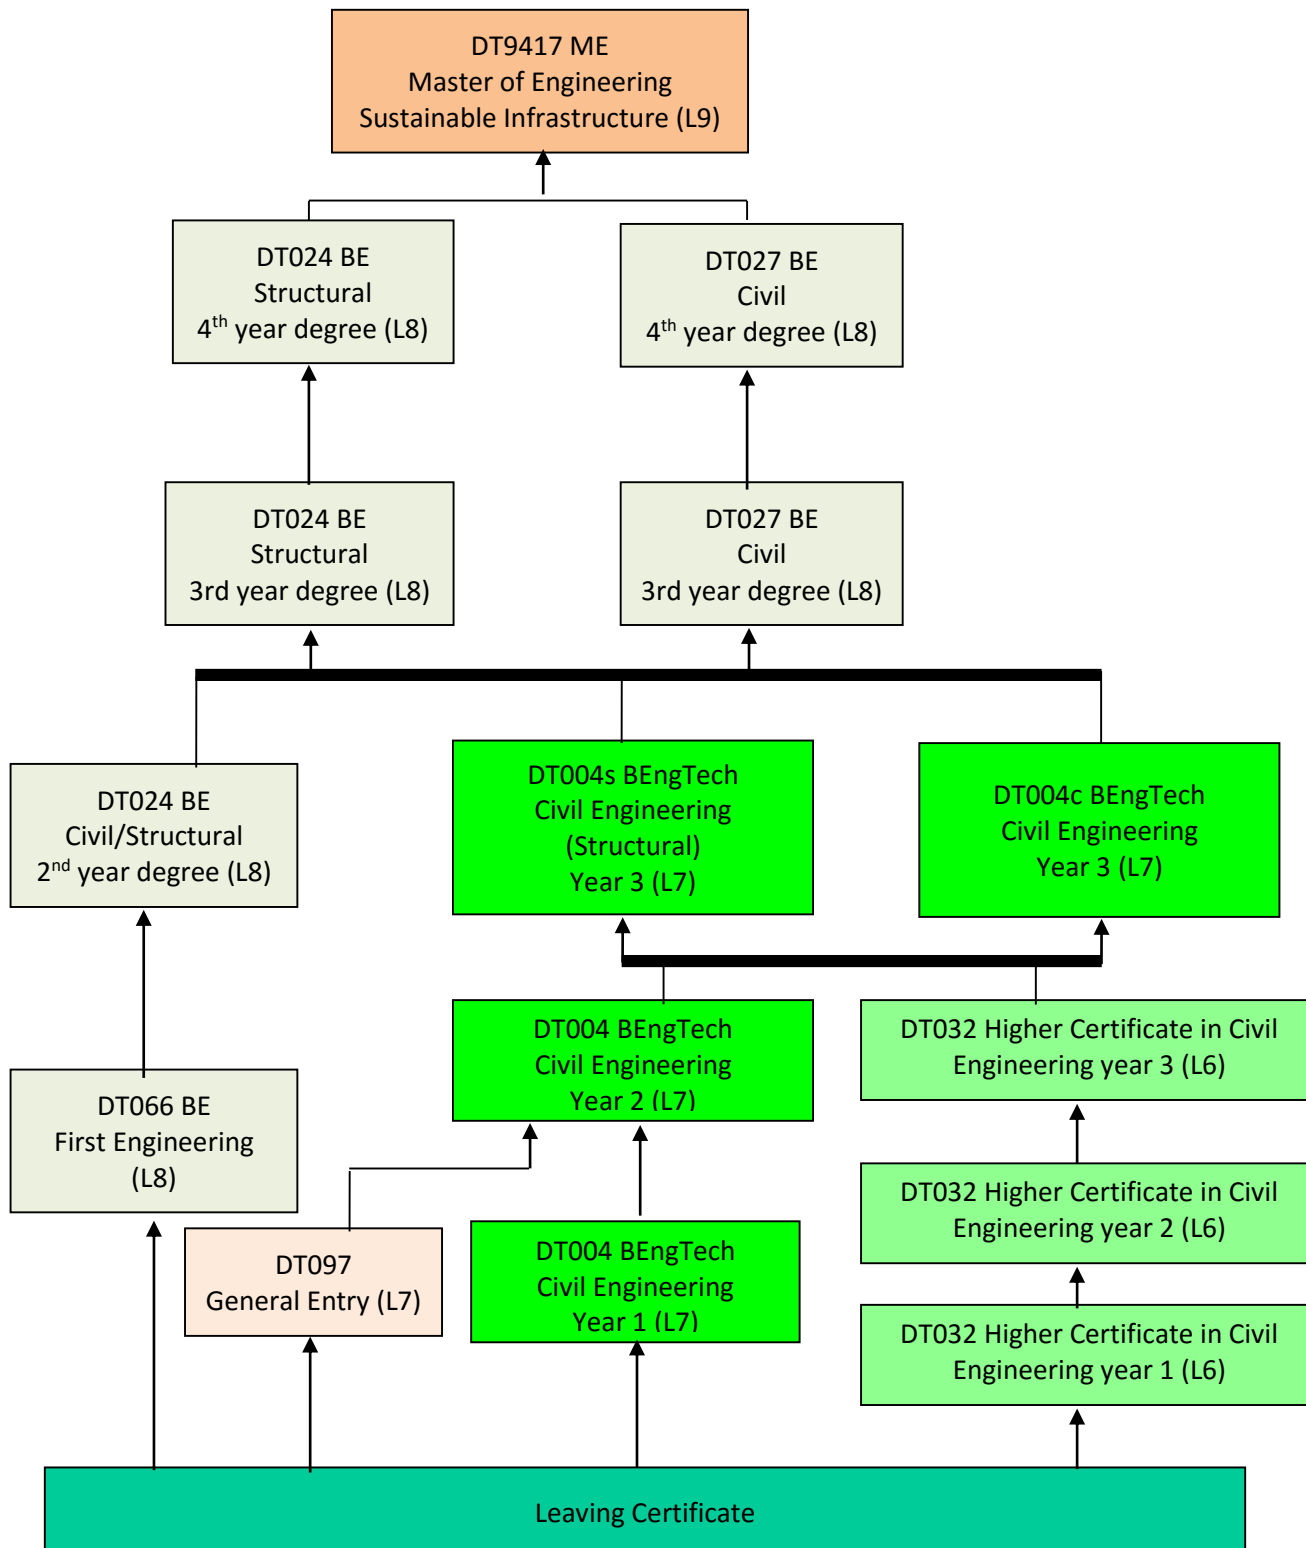 DT9417 ME
Master of Engineering
Sustainable Infrastructure (L9)
DT024 BE
Structural
4th year degree (L8)
DT027 BE
Civil
4th year degree (L8)
DT024 BE
Structural
3rd year degree (L8)
DT027 BE
Civil
3rd year degree (L8)
DT024 BE
Civil/Structural
2nd year degree (L8)
DT004s BEngTech
Civil Engineering
(Structural)
Year 3 (L7)
DT004c BEngTech
Civil Engineering
Year 3 (L7)
DT004 BEngTech
Civil Engineering
Year 2 (L7)
DT032 Higher Certificate in Civil
Engineering year 3 (L6)
DT066 BE
First Engineering
(L8)
DT032 Higher Certificate in Civil
Engineering year 2 (L6)
DT097
General Entry (L7)
DT004 BEngTech
Civil Engineering
Year 1 (L7)
DT032 Higher Certificate in Civil
Engineering year 1 (L6)
Leaving Certificate